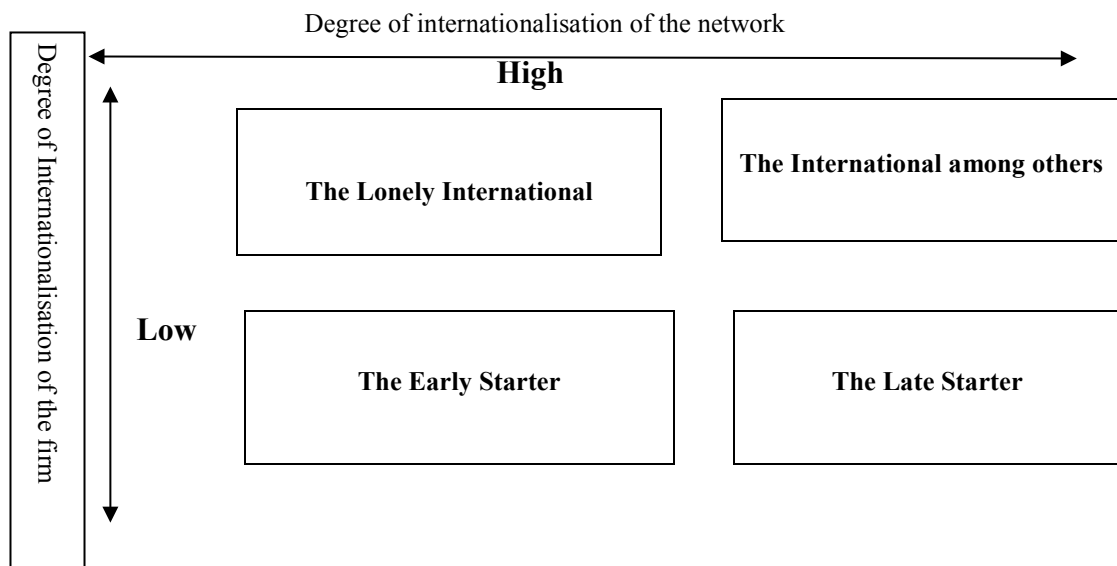 Degree of internationalisation of the network
High
Degree of Internationalisation of the firm
The Lonely International
The International among others
Low
The Early Starter
The Late Starter